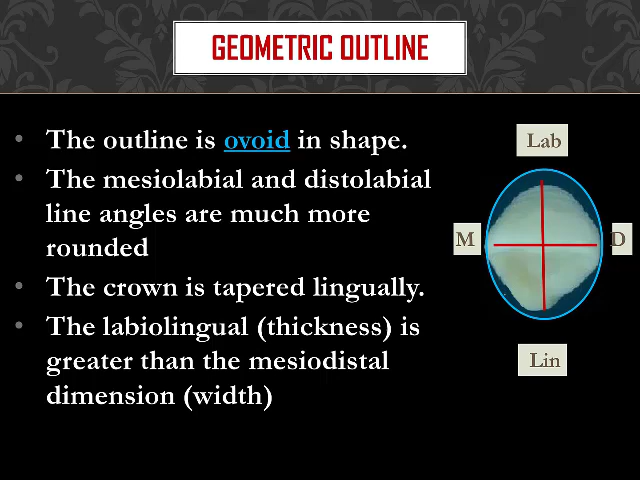 GEOMETRIC OUTLINE
• The outline is ovoid in shape.
• The mesiolabial and distolabial
line angles are much more
rounded
• The crown is tapered lingually.
• The labiolingual (thickness) is
greater than the mesiodistal
dimension (width)
Lab
M
D
Lin